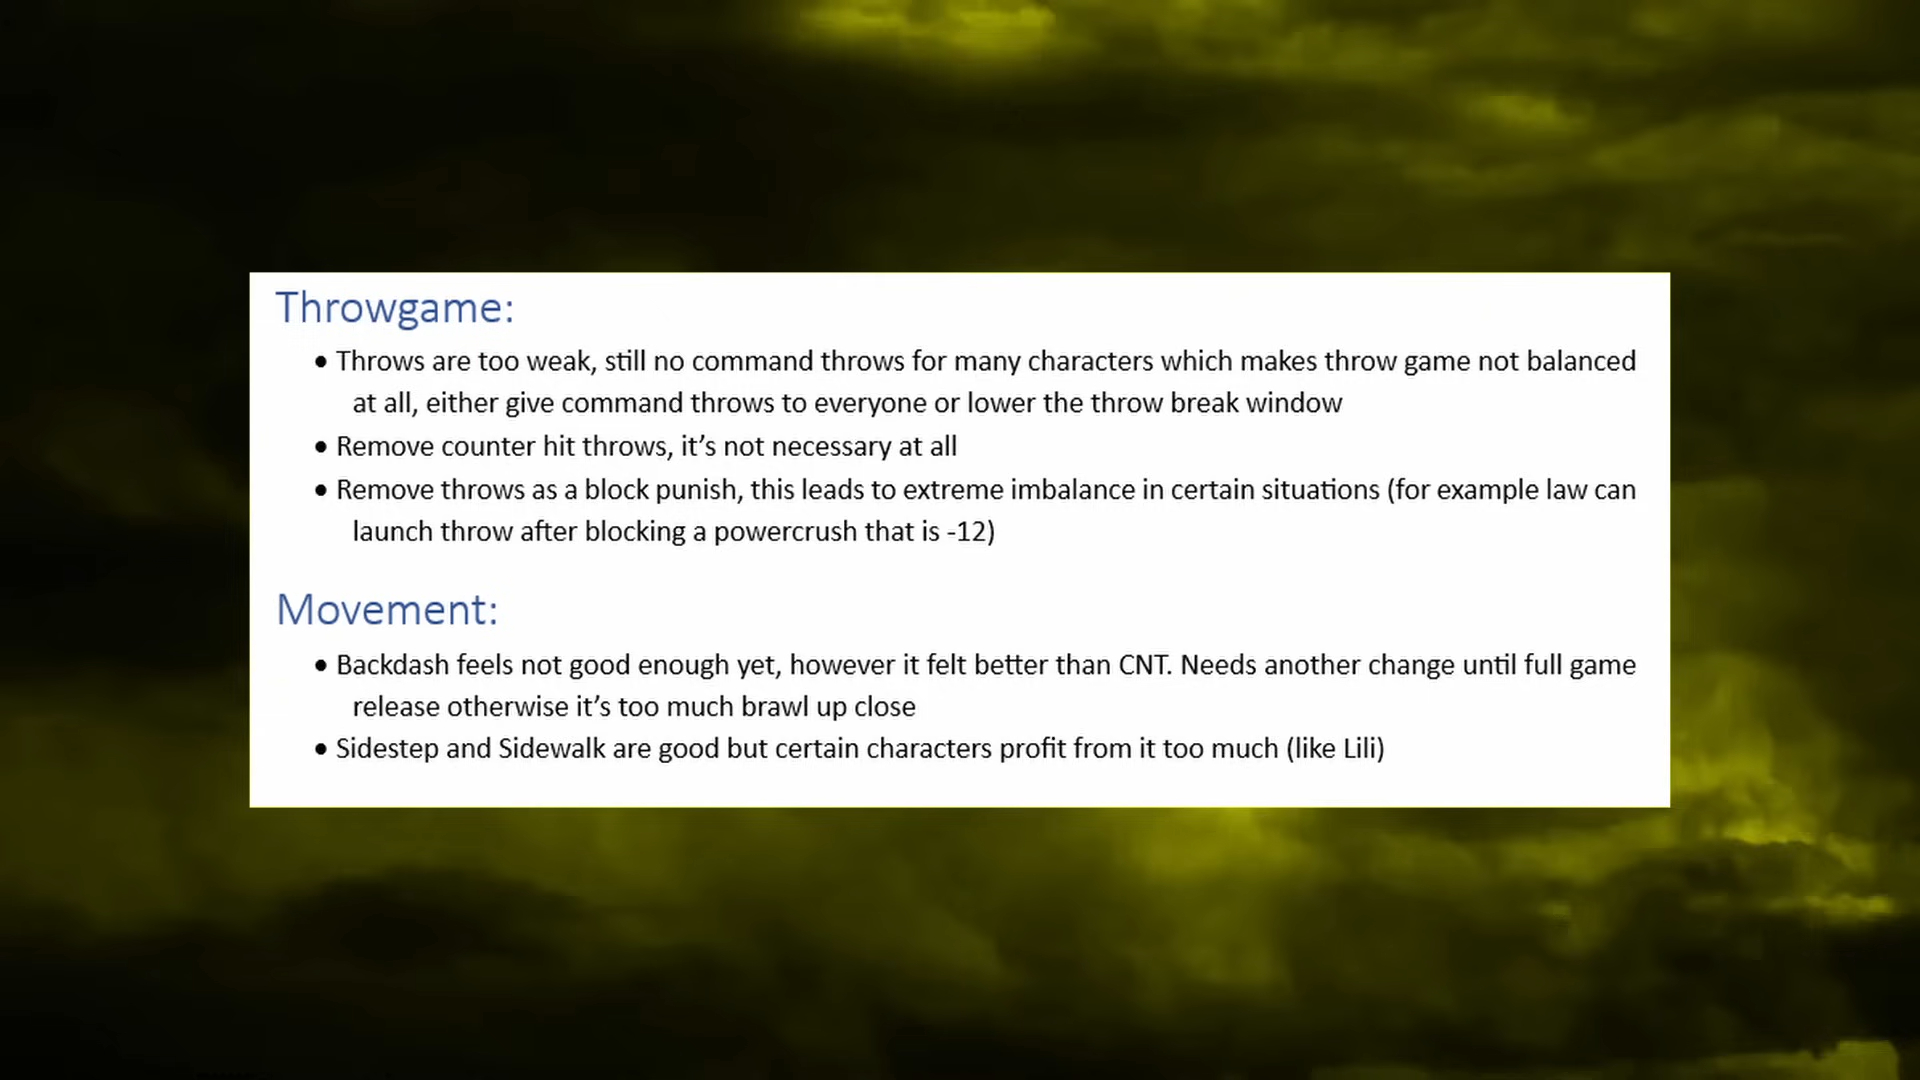 Throwgame:
• Throws are too weak, still no command throws for many characters which makes throw game not balanced
at all, either give command throws to everyone or lower the throw break window
• Remove counter hit throws, it’s not necessary at all
• Remove throws as a block punish, this leads to extreme imbalance in certain situations (for example law can
launch throw after blocking a powercrush that is -12)
Movement:
• Backdash feels not good enough yet, however it felt better than CNT. Needs another change until full game
release otherwise it’s too much brawl up close
• Sidestep and Sidewalk are good but certain characters profit from it too much (like Lili)